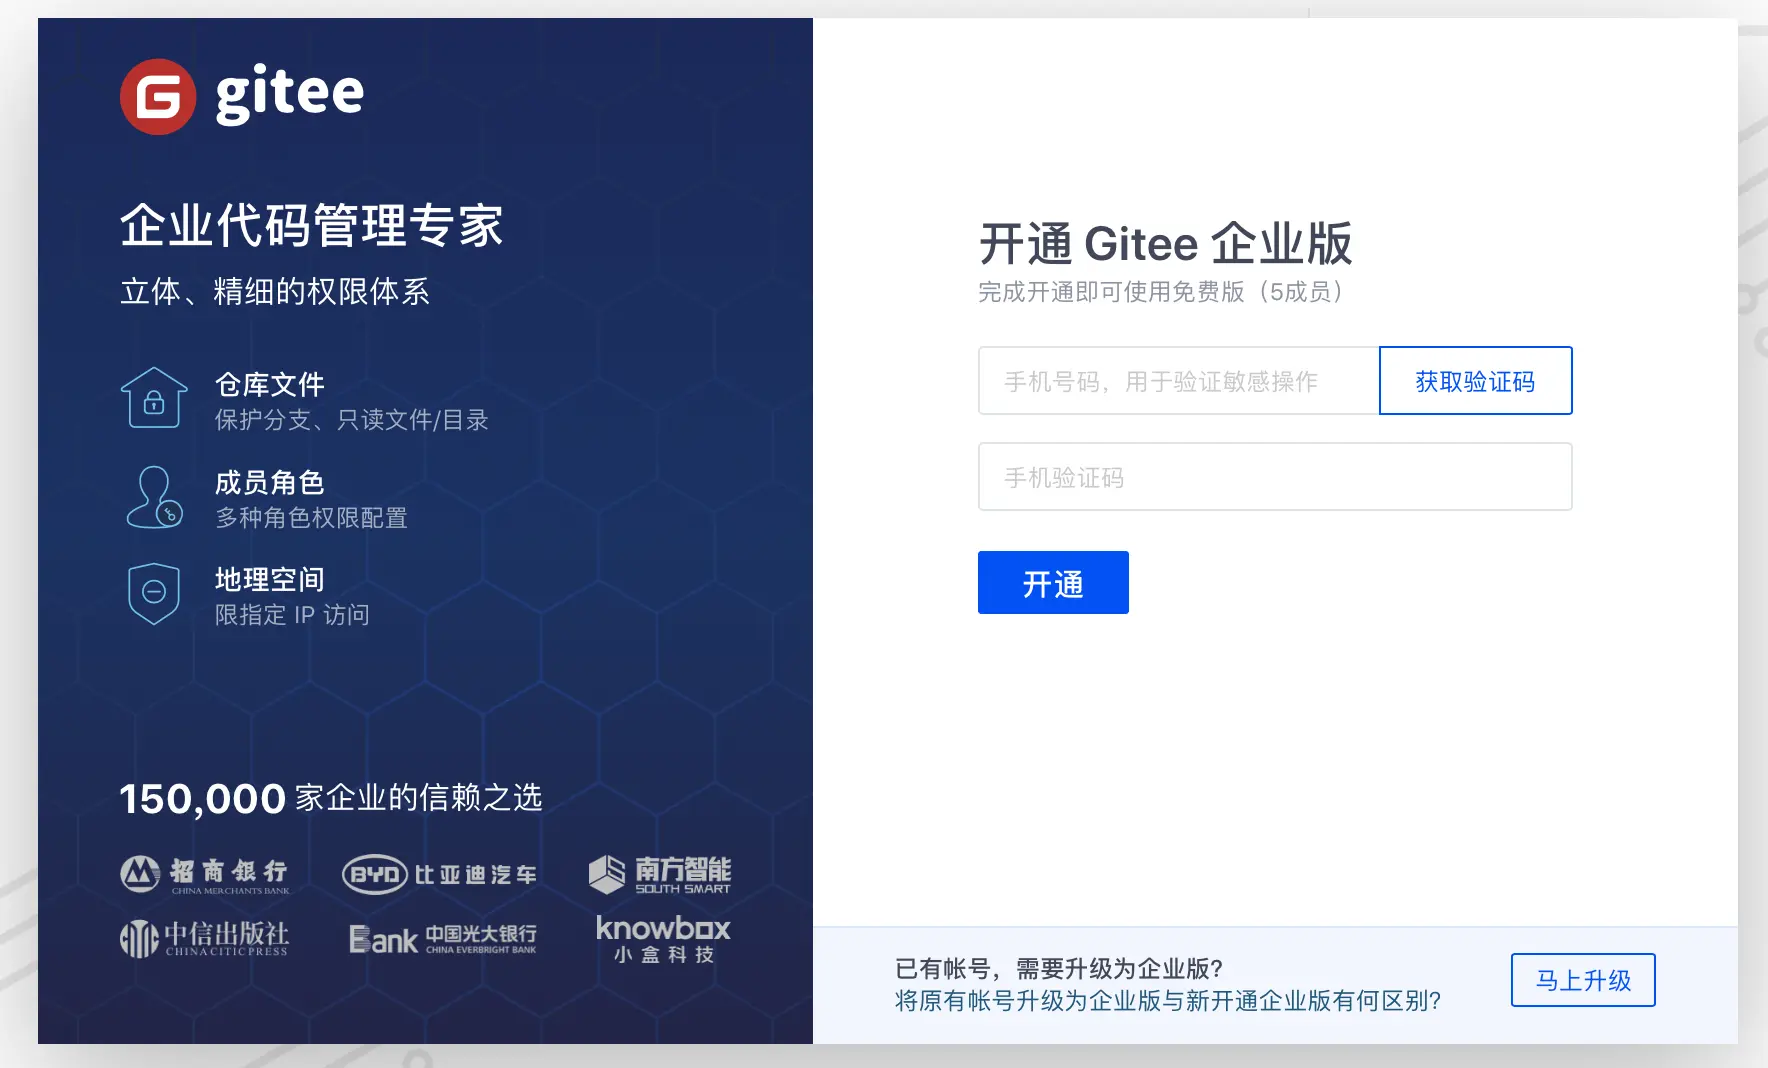 gitee
企业代码管理专家
立体、精细的权限体系
仓库文件
保护分支、只读文件/目录
成员角色
多种角色权限配置
地理空间
限指定 IP 访问
150,000 家企业的信赖之选
招商银行
CHINA MERCHANTS BANK
BYD 比亚迪汽车
南方智能
SOUTH SMART
中信出版社
CHINA CITIC PRESS
Bank 中国光大银行
CHINA EVERBRIGHT BANK
knowbox
小盒科技
开通 Gitee 企业版
完成开通即可使用免费版（5成员）
手机号码，用于验证敏感操作
获取验证码
手机验证码
开通
已有帐号，需要升级为企业版?
将原有帐号升级为企业版与新开通企业版有何区别?
马上升级